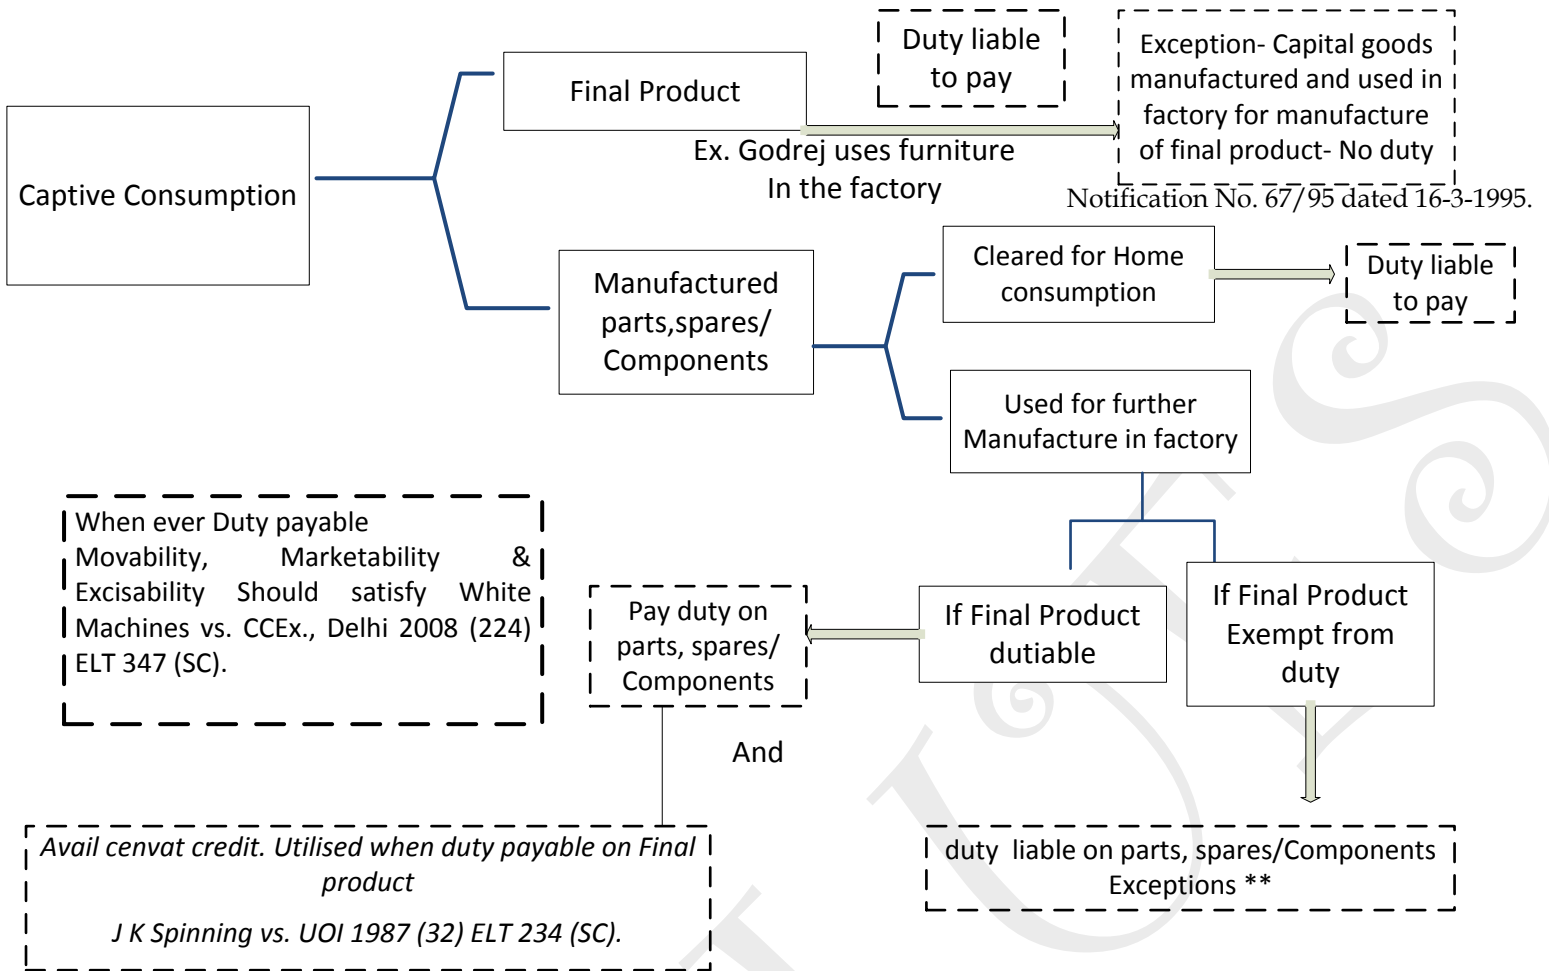 Captive Consumption
Final Product
Duty liable
to pay
Exception- Capital goods
manufactured and used in
factory for manufacture
of final product- No duty
Ex. Godrej uses furniture
In the factory
Notification No. 67/95 dated 16-3-1995.
Manufactured
parts,spares/
Components
Cleared for Home
consumption
Duty liable
to pay
Used for further
Manufacture in factory
When ever Duty payable
Movability, Marketability &
Excisability Should satisfy White
Machines vs. CCEx., Delhi 2008 (224)
ELT 347 (SC).
Pay duty on
parts, spares/
Components
If Final Product
dutiable
If Final Product
Exempt from
duty
And
Avail cenvat credit. Utilised when duty payable on Final
product
J K Spinning vs. UOI 1987 (32) ELT 234 (SC).
duty liable on parts, spares/Components
Exceptions **